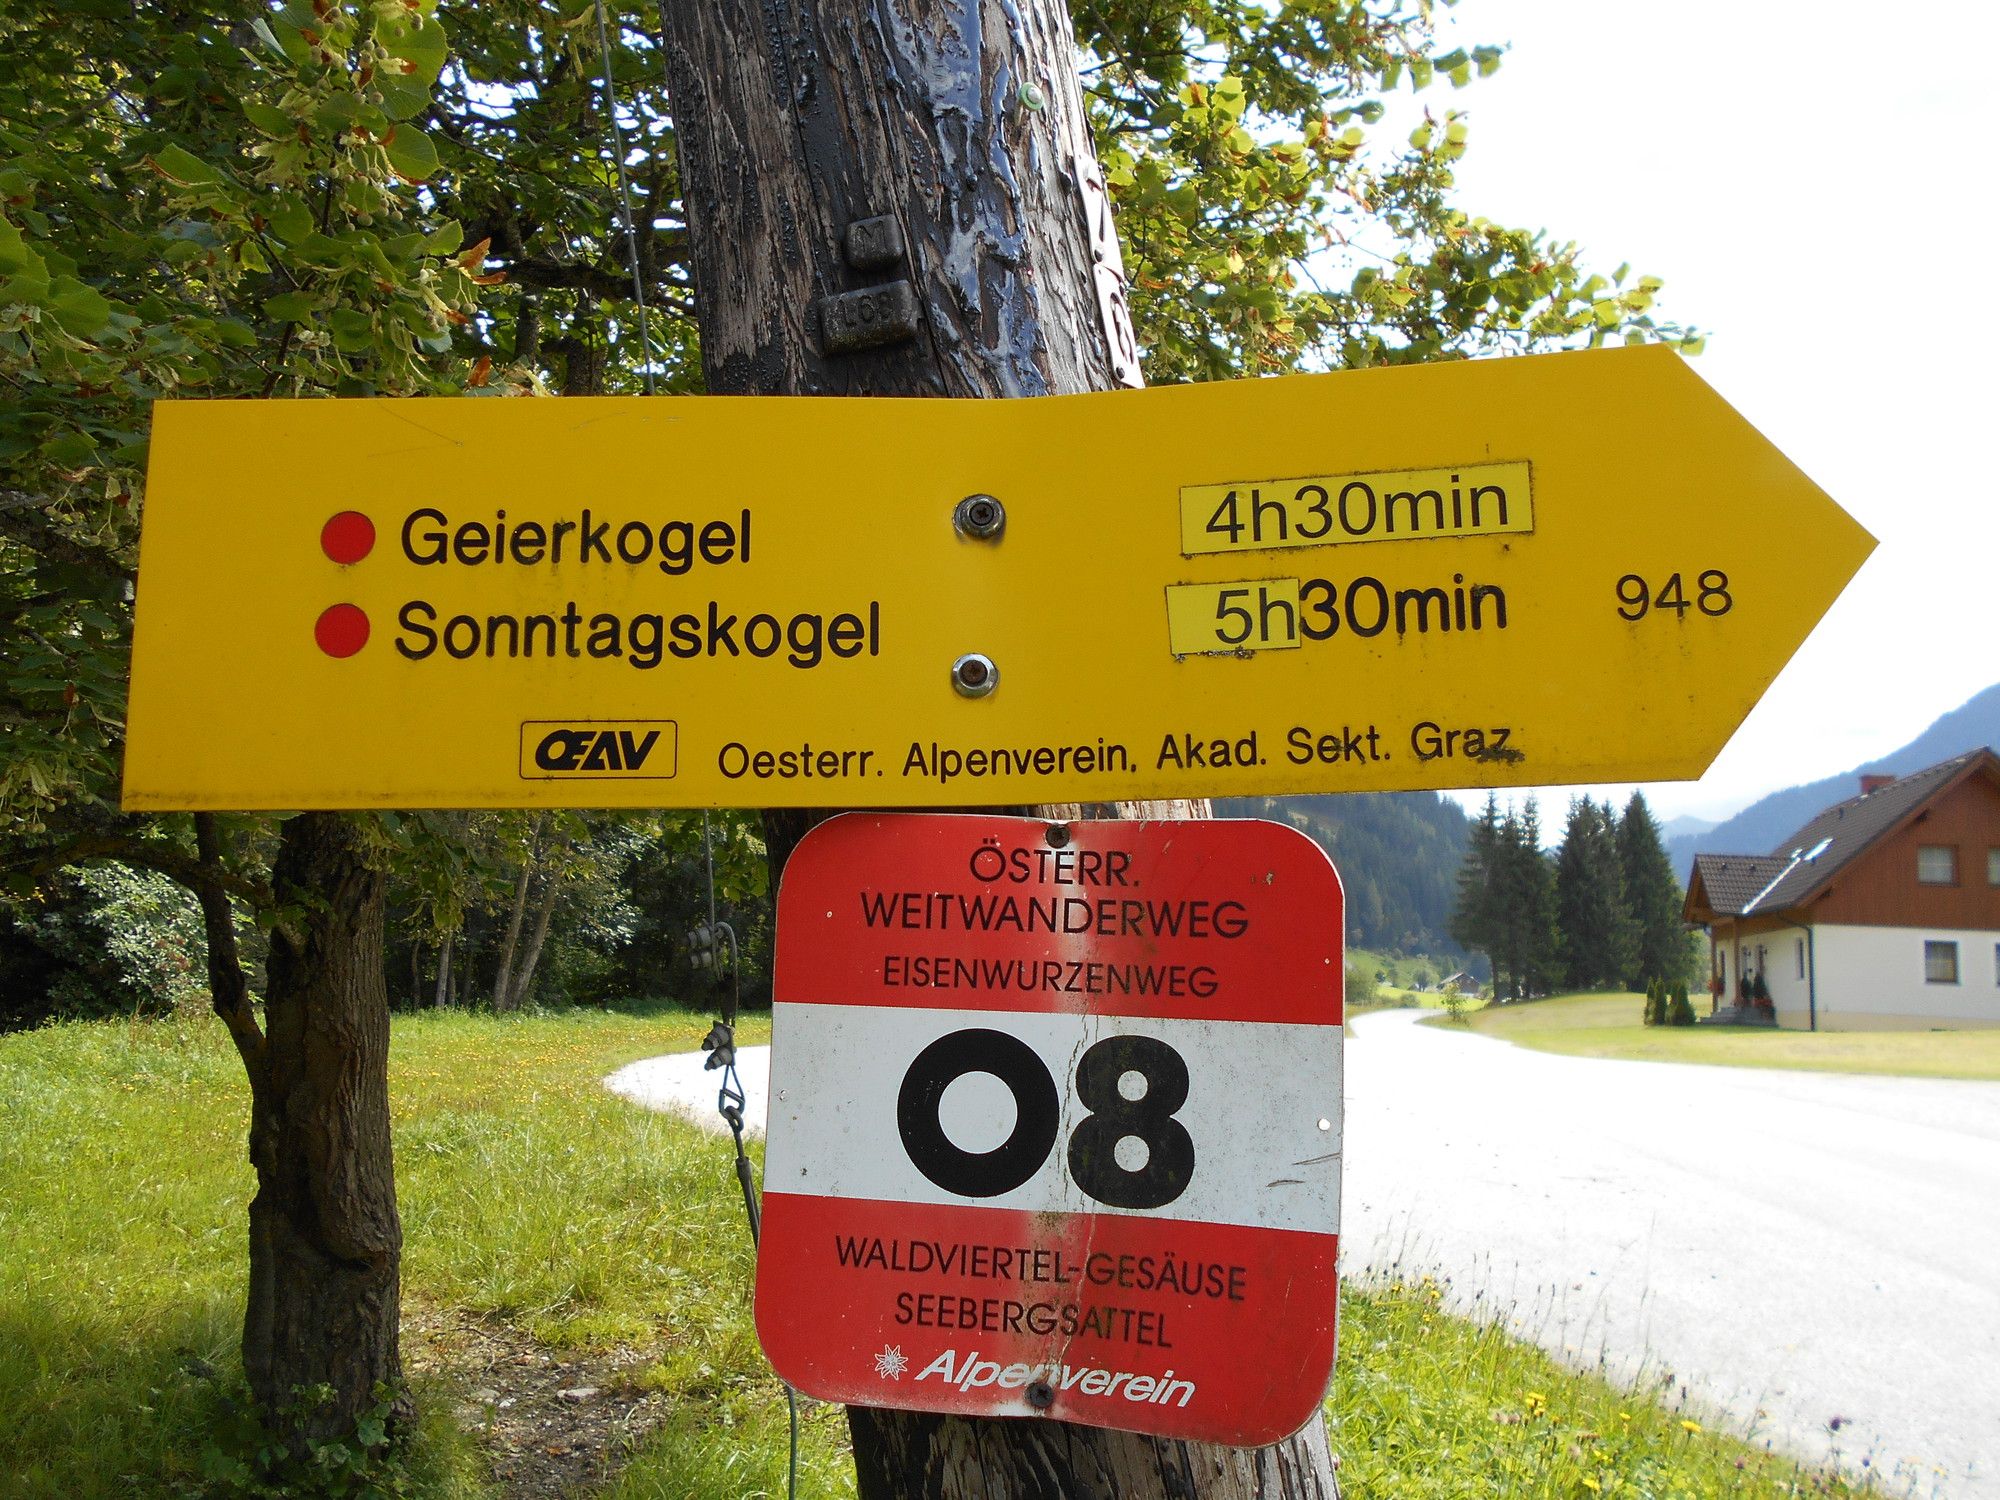 N
L68
Geierkogel 4h30min
Sonntagskogel 5h30min 948
OEAV Oesterr. Alpenverein, Akad. Sekt. Graz
ÖSTERR.
WEITWANDERWEG
EISENWURZENWEG
08
WALDVIERTEL-GESÄUSE
SEEBERGSATTEL
Alpenverein